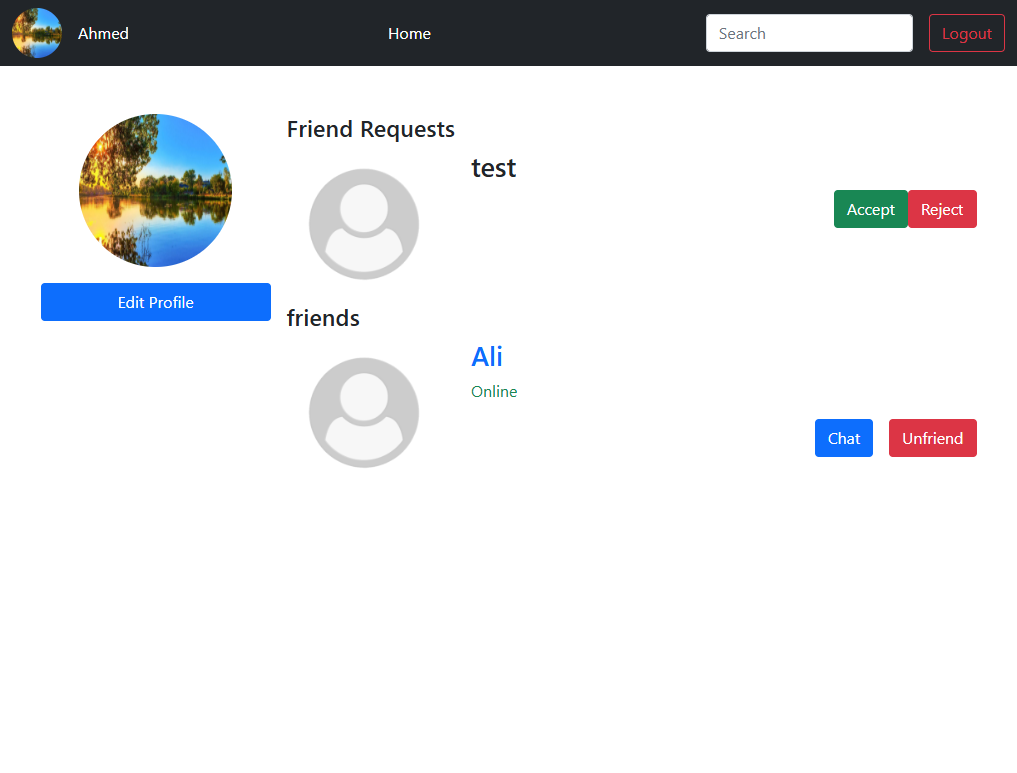 Ahmed
Home
Search
Logout
Friend Requests
test
Accept
Reject
Edit Profile
friends
Ali
Online
Chat
Unfriend